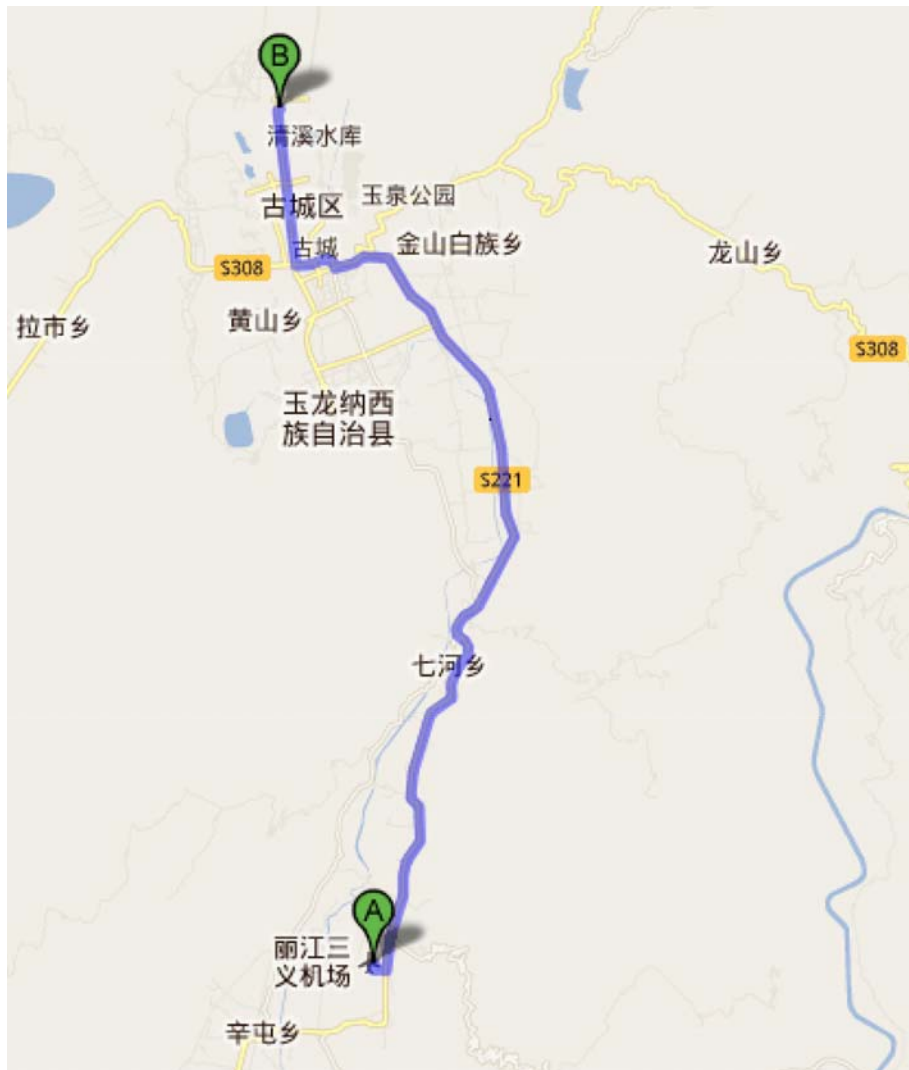 B
清溪水库
玉泉公园
古城区
金山白族乡
古城
龙山乡
S308
黄山乡
拉市乡
S308
玉龙纳西
族自治县
S221
七河乡
A
丽江三
义机场
辛屯乡